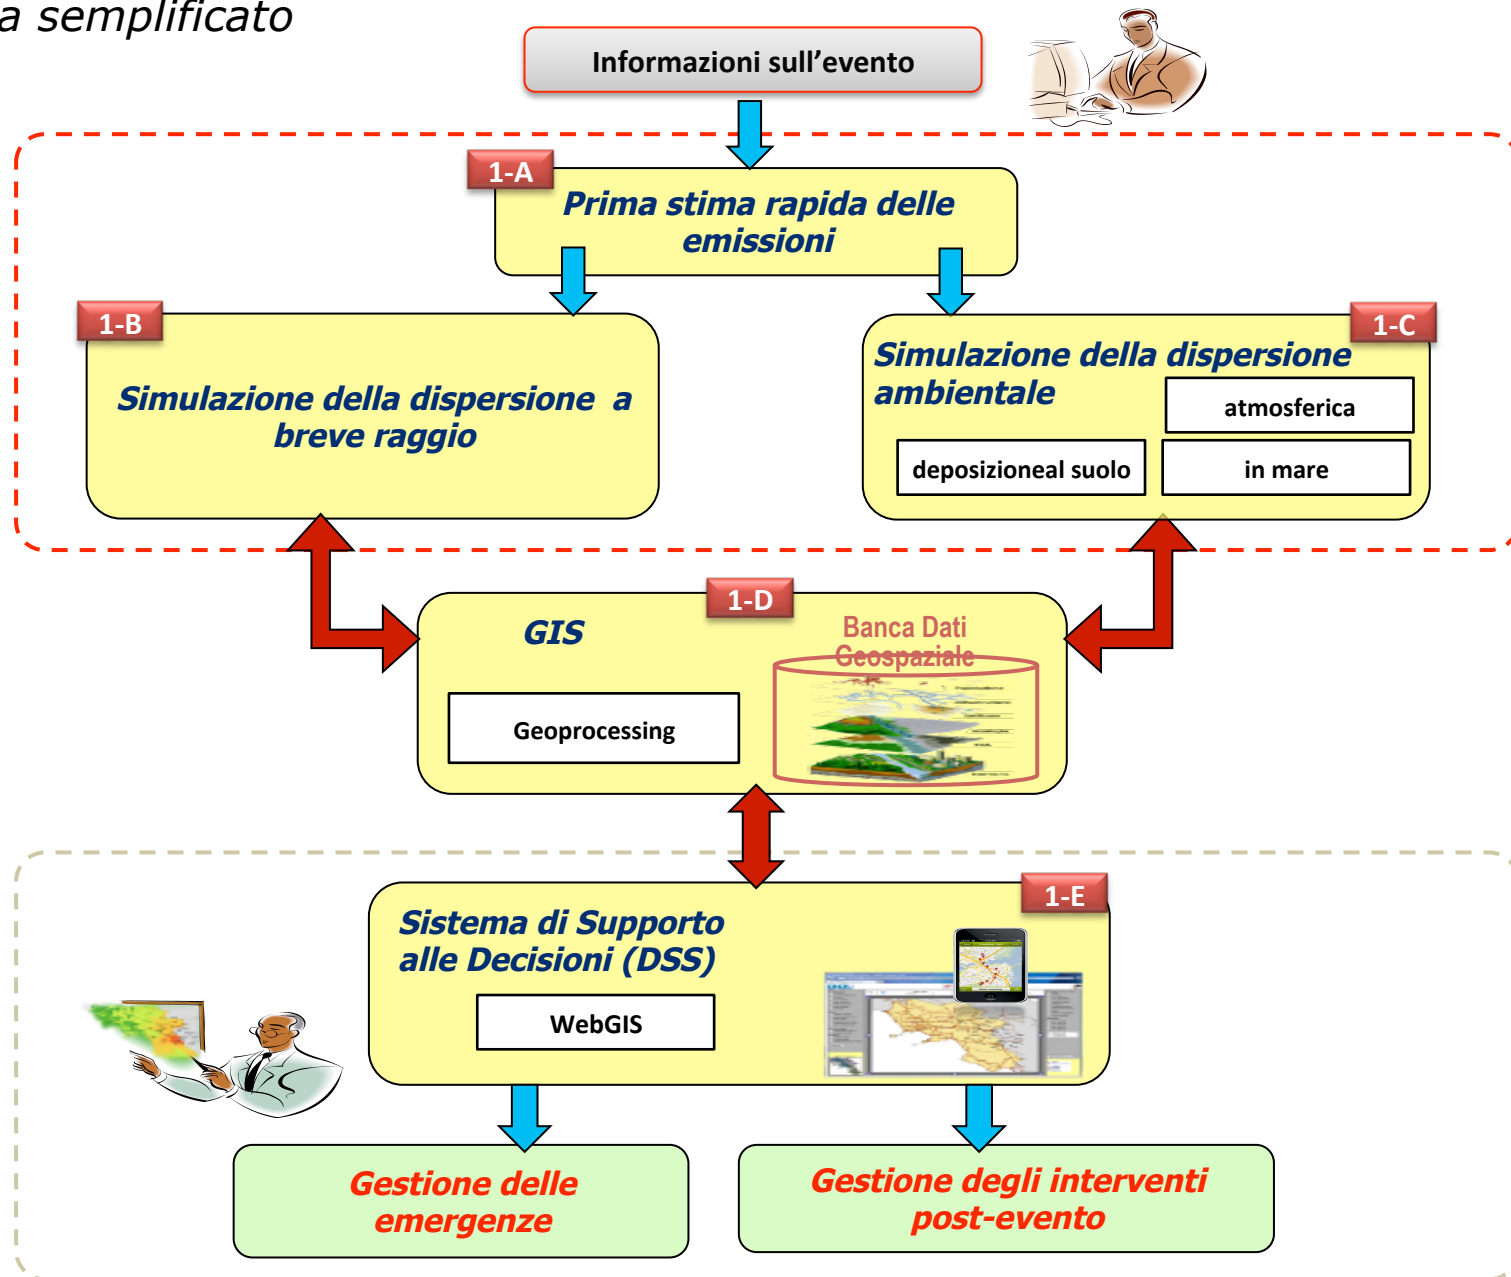 a semplificato
Informazioni sull’evento
1-A
Prima stima rapida delle
emissioni
1-B
Simulazione della dispersione a
breve raggio
1-C
Simulazione della dispersione
ambientale
atmosferica
deposizioneal suolo
in mare
1-D
GIS
Banca Dati
Geospaziale
Geoprocessing
1-E
Sistema di Supporto
alle Decisioni (DSS)
WebGIS
Gestione delle
emergenze
Gestione degli interventi
post-evento